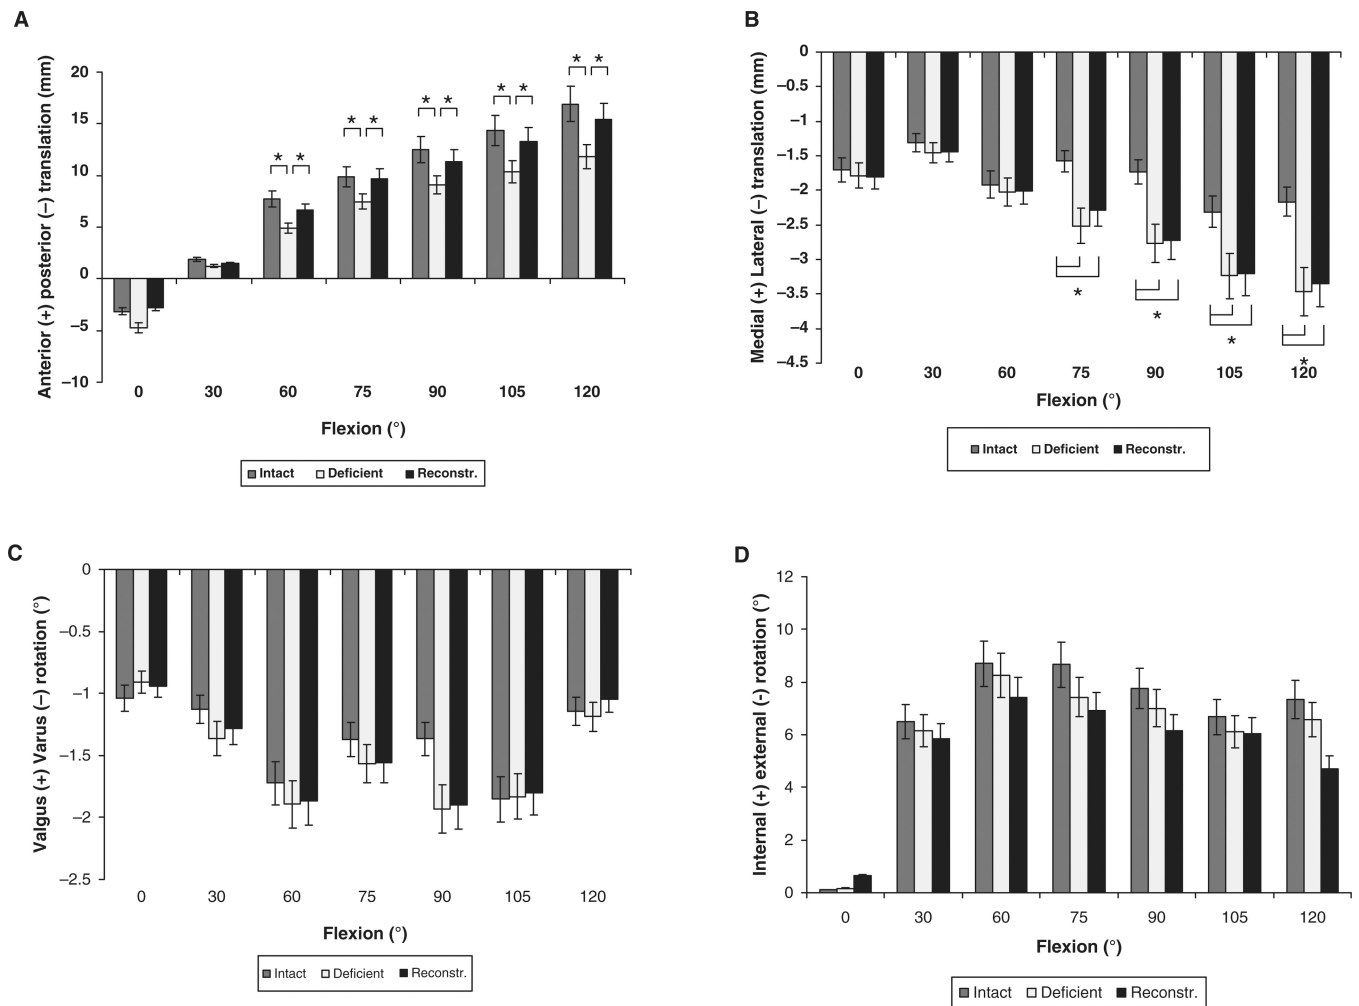 A
Anterior (+) posterior (–) translation (mm)
20
15
10
5
0
–5
–10
* *
* *
* *
* *
* *
0 30 60 75 90 105 120
Flexion (°)
Intact Deficient Reconstr.
B
Medial (+) Lateral (–) translation (mm)
0
–0.5
–1
–1.5
–2
–2.5
–3
–3.5
–4
–4.5
*
*
*
*
0 30 60 75 90 105 120
Flexion (°)
Intact Deficient Reconstr.
C
Valgus (+) Varus (–) rotation (°)
0
–0.5
–1
–1.5
–2
–2.5
0 30 60 75 90 105 120
Flexion (°)
Intact Deficient Reconstr.
D
Internal (+) external (-) rotation (°)
12
10
8
6
4
2
0
0 30 60 75 90 105 120
Flexion (°)
Intact Deficient Reconstr.